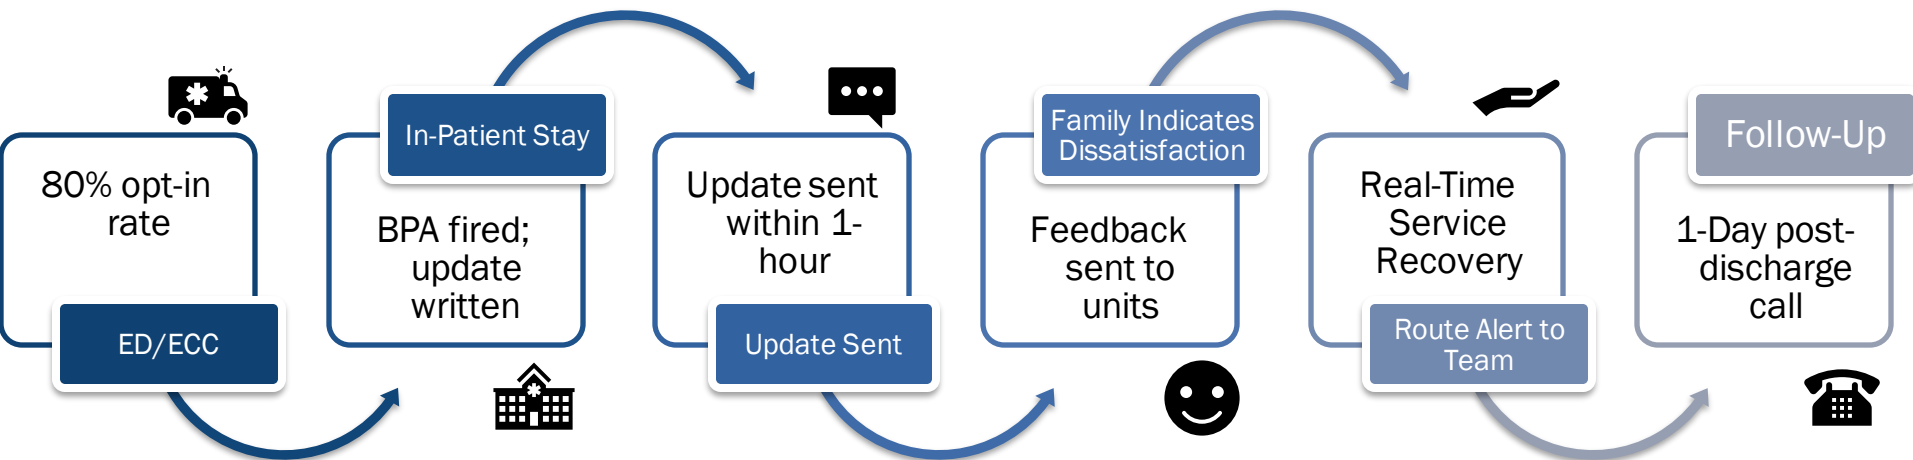 80% opt-in
rate
ED/ECC
In-Patient Stay
BPA fired;
update
written
Update sent
within 1-
hour
Update Sent
Family Indicates
Dissatisfaction
Feedback
sent to
units
Real-Time
Service
Recovery
Route Alert to
Team
Follow-Up
1-Day post-
discharge
call